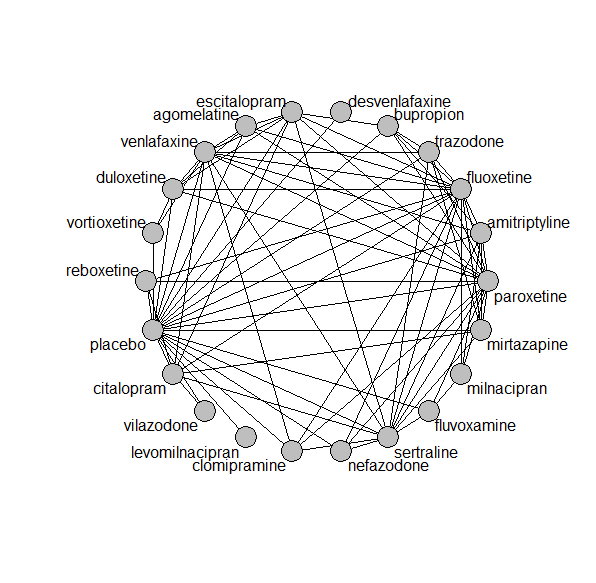 escitalopram
desvenlafaxine
agomelatine
bupropion
venlafaxine
trazodone
duloxetine
fluoxetine
vortioxetine
amitriptyline
reboxetine
paroxetine
placebo
mirtazapine
citalopram
milnacipran
vilazodone
fluvoxamine
levomilnacipran
sertraline
clomipramine
nefazodone